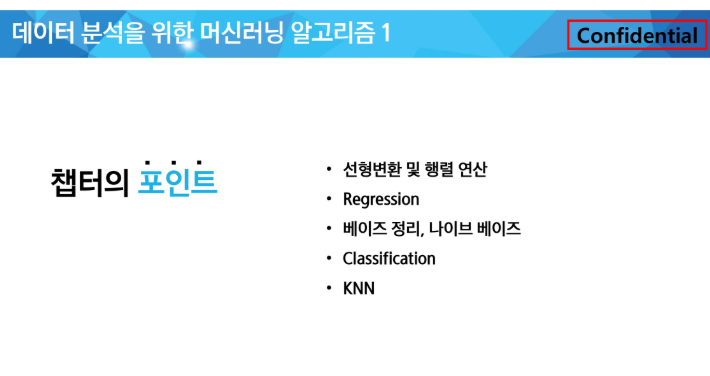 데이터 분석을 위한 머신러닝 알고리즘 1
Confidential
챕터의 포인트
• 선형변환 및 행렬 연산
• Regression
• 베이즈 정리, 나이브 베이즈
• Classification
• KNN